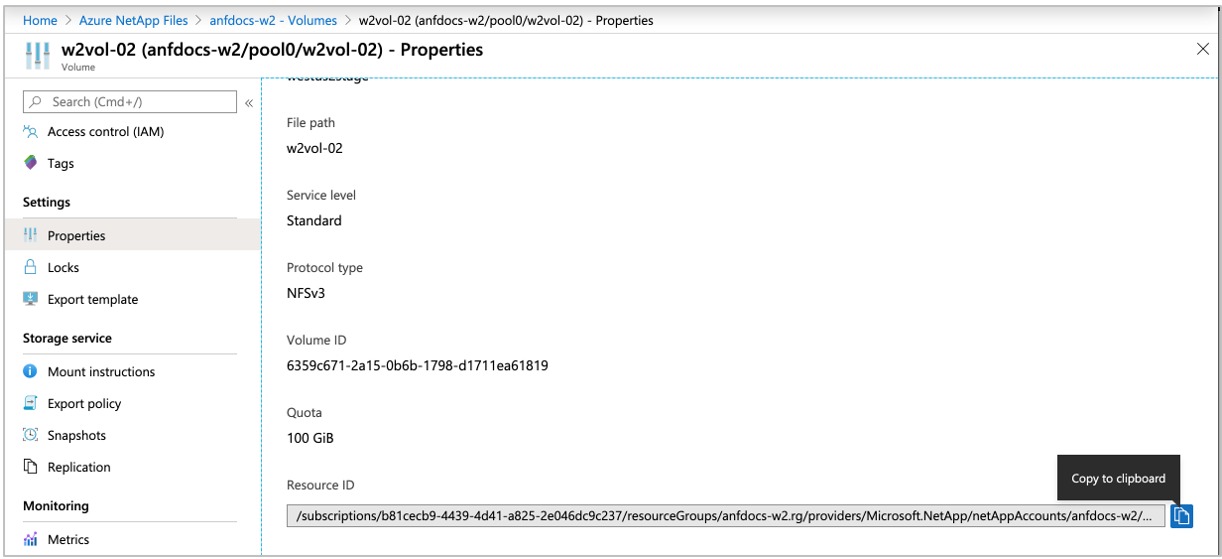 Home > Azure NetApp Files > anfdocs-w2 - Volumes > w2vol-02 (anfdocs-w2/pool0/w2vol-02) - Properties
w2vol-02 (anfdocs-w2/pool0/w2vol-02) - Properties
Volume
Search (Cmd+/)
Access control (IAM)
Tags
Settings
Properties
Locks
Export template
Storage service
Mount instructions
Export policy
Snapshots
Replication
Monitoring
Metrics
westus2stage
File path
w2vol-02
Service level
Standard
Protocol type
NFSv3
Volume ID
6359c671-2a15-0b6b-1798-d1711ea61819
Quota
100 GiB
Resource ID
Copy to clipboard
/subscriptions/b81cecb9-4439-4d41-a825-2e046dc9c237/resourceGroups/anfdocs-w2.rg/providers/Microsoft.NetApp/netAppAccounts/anfdocs-w2/...